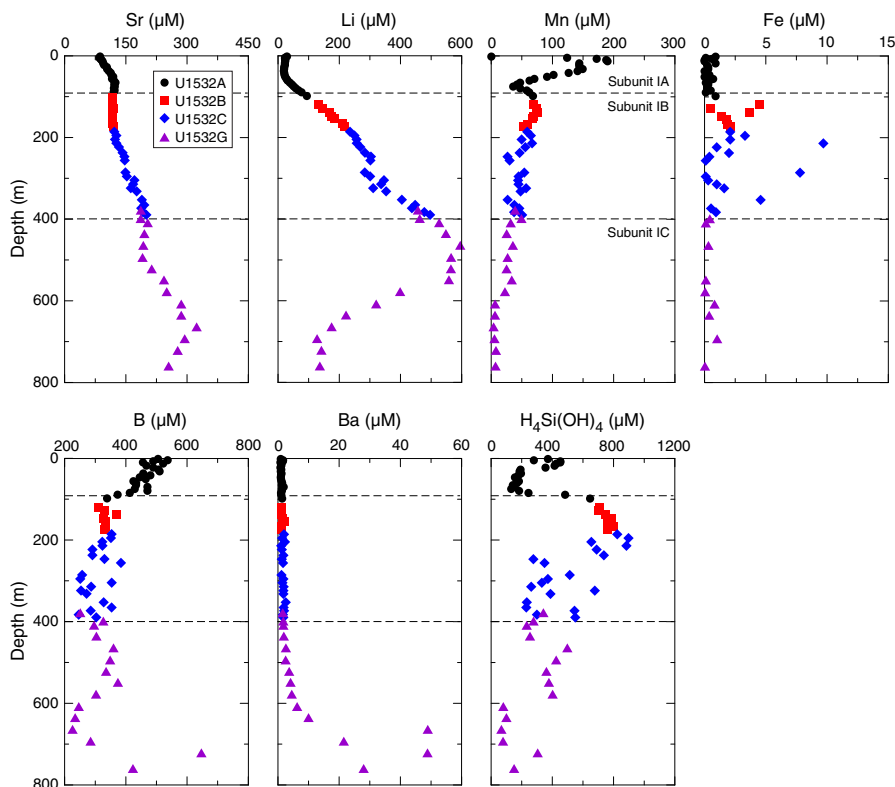 Sr (µM) Li (µM) Mn (µM) Fe (µM)
0 150 300 450 0 200 400 600 0 100 200 300 0 5 10 15
0
200
400
600
800
Depth (m)
U1532A
U1532B
U1532C
U1532G
Subunit IA
Subunit IB
Subunit IC
B (µM) Ba (µM) H4Si(OH)4 (µM)
200 400 600 800 0 20 40 60 0 400 800 1200
0
200
400
600
800
Depth (m)